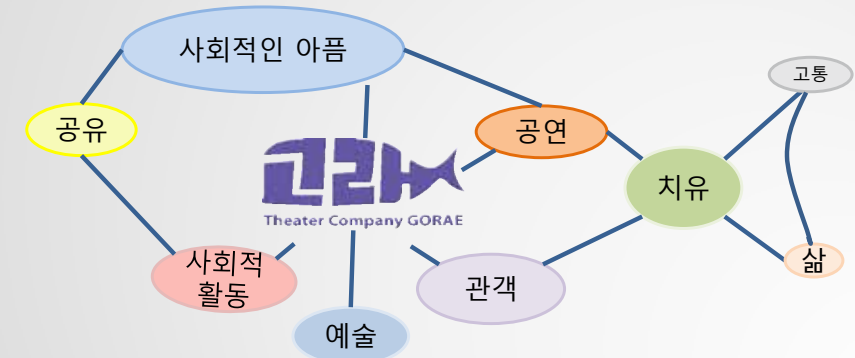 사회적인 아픔
고통
공유
공연
고래
치유
Theater Company GORAE
사회적
활동
관객
삶
예술